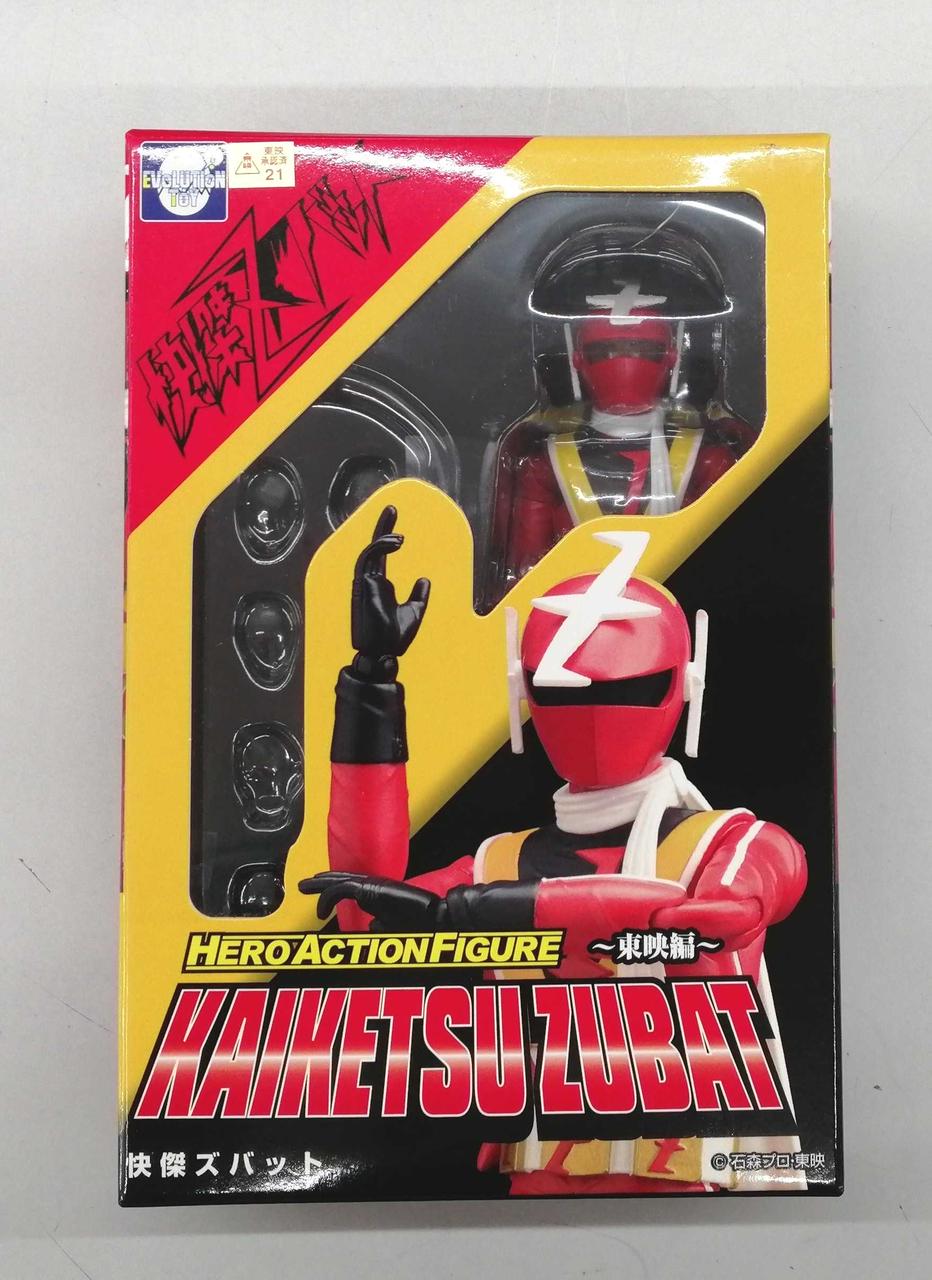 EVOLUTION
TOY
東映
承認済
21
快傑ズバット
HERO ACTION FIGURE
～東映編～
KAIKETSU ZUBAT
快傑ズバット
© 石森プロ・東映